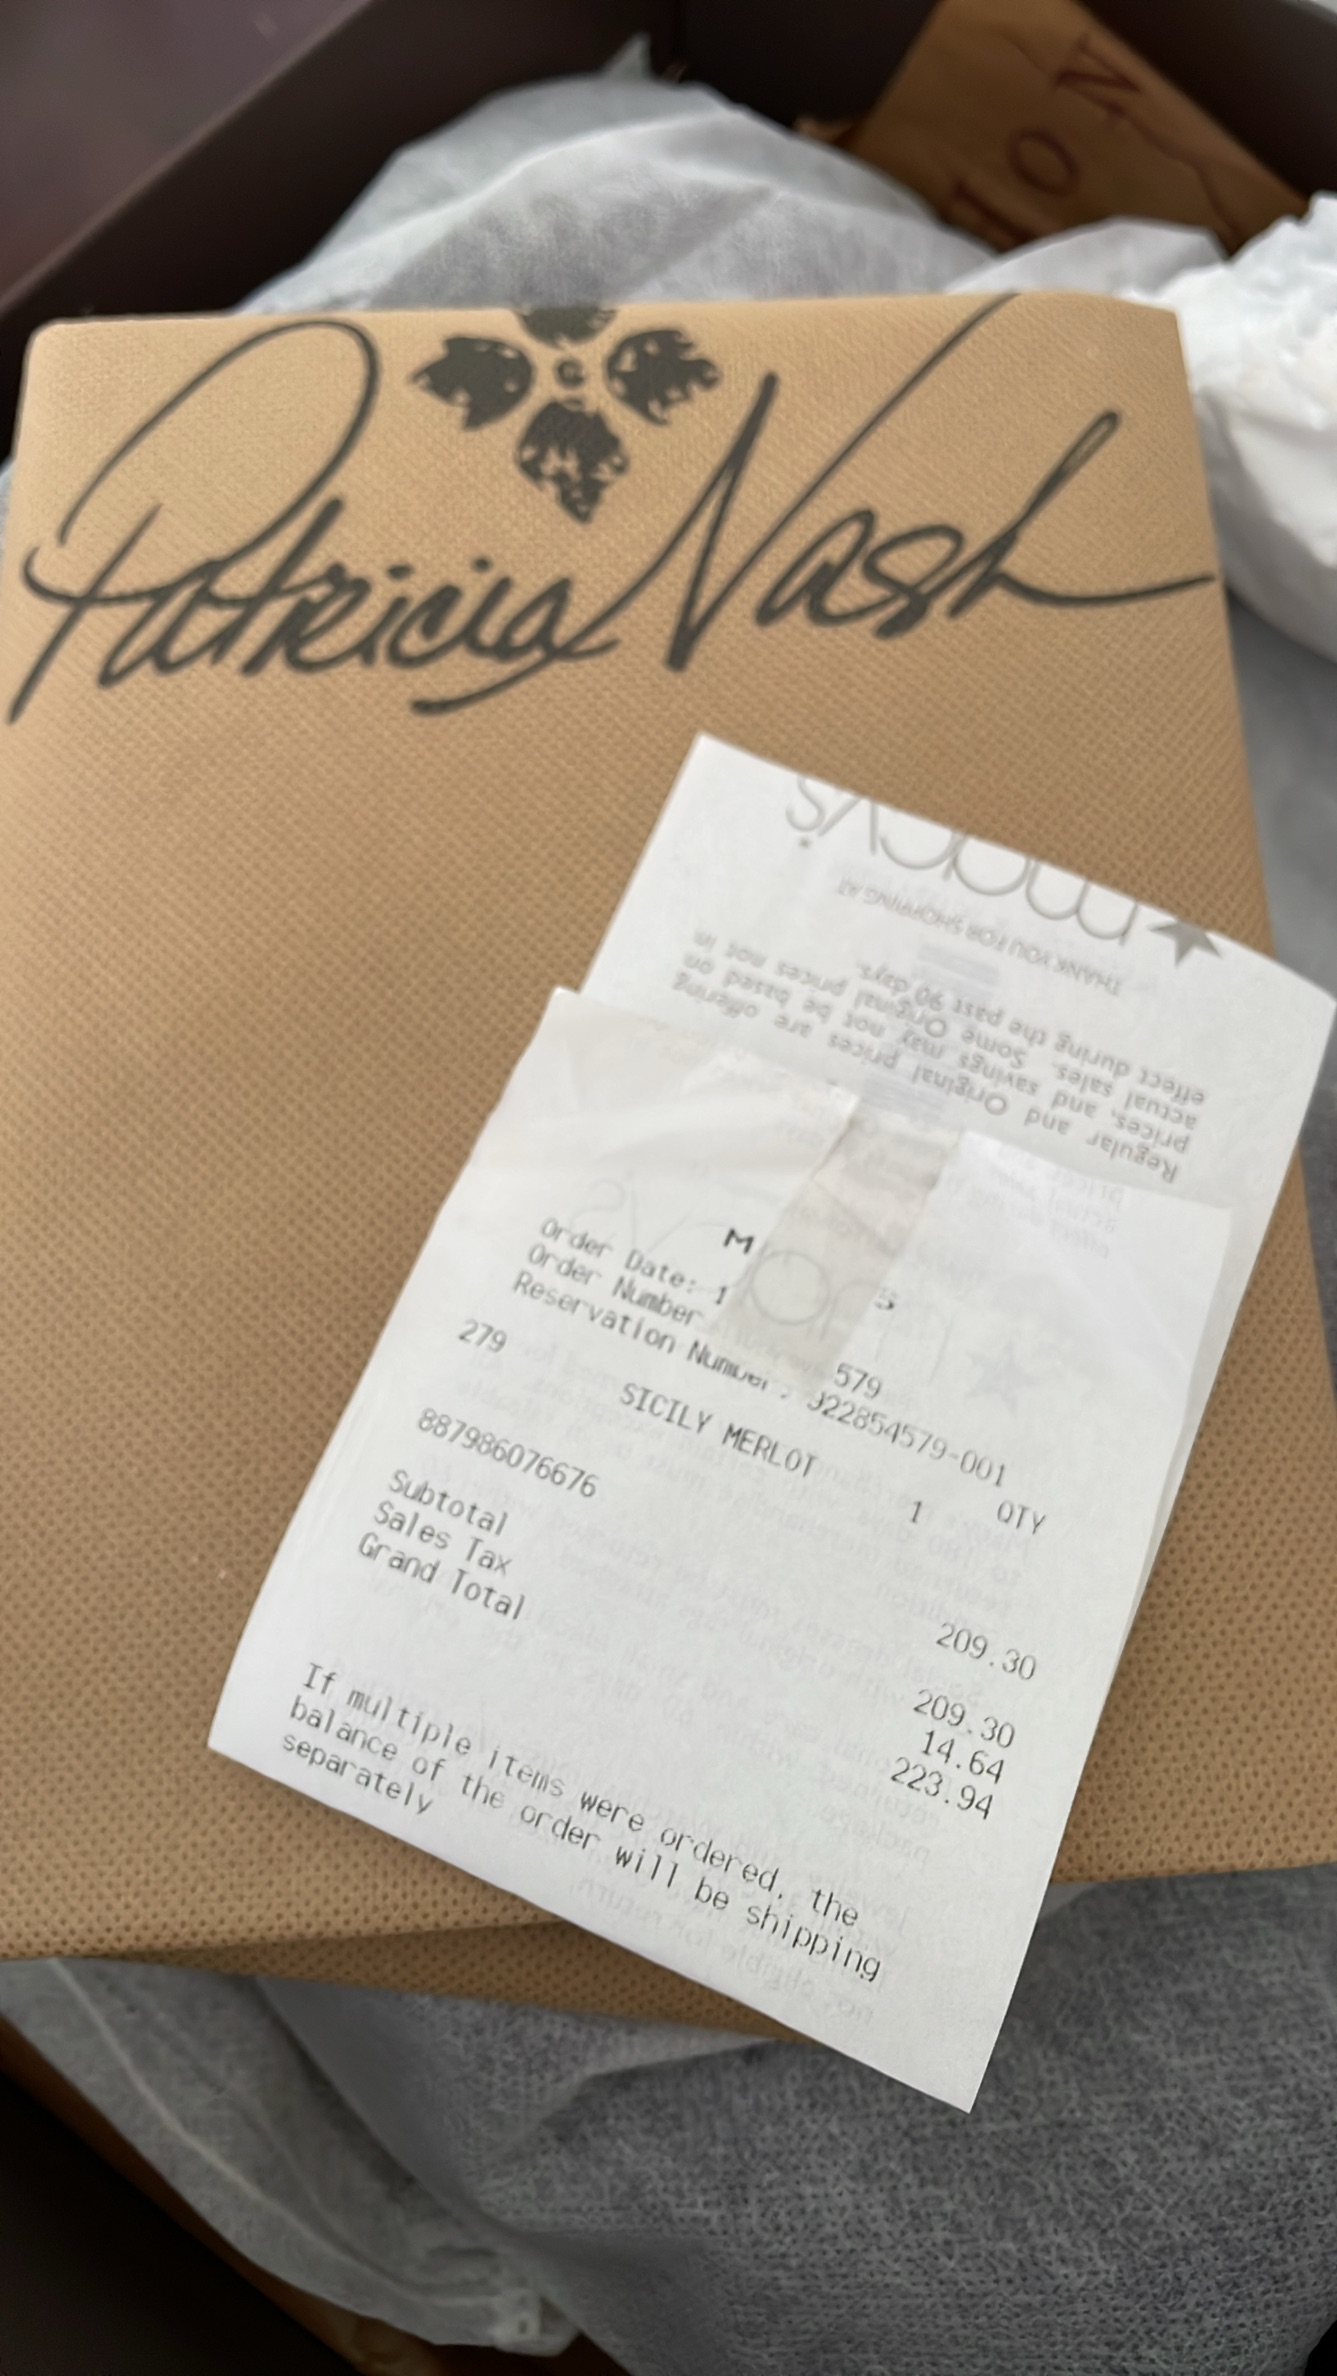 Patricia Nash
macy's
THANK YOU FOR SHOPPING AT
Regular and Original prices are offering
prices, and savings may not be based on
actual sales. Some Original prices not in
effect during the past 90 days.
M
Order Date: 1 5
Order Number 579
Reservation Number: 922854579-001
279 QTY
SICILY MERLOT 1
887986076676 209.30
Subtotal 209.30
Sales Tax 14.64
Grand Total 223.94
If multiple items were ordered, the
balance of the order will be shipping
separately